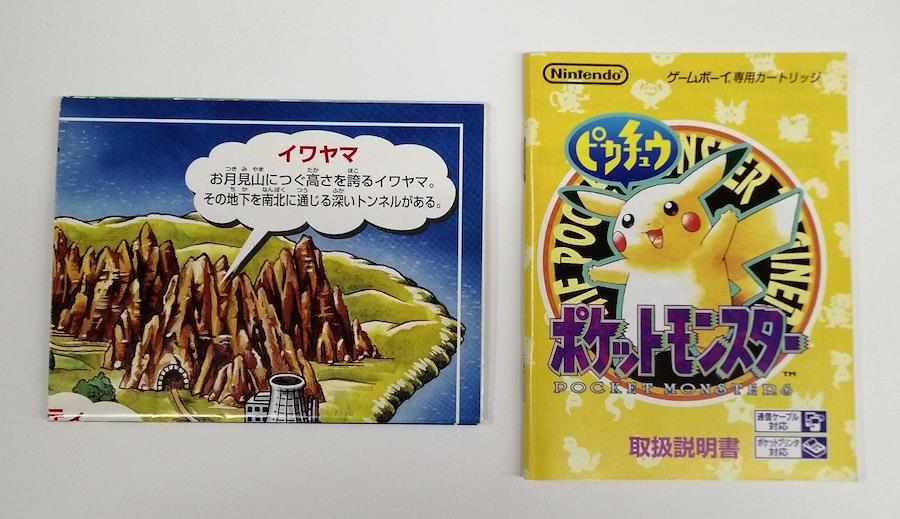 イワヤマ
お月見山につぐ高さを誇るイワヤマ。
その地下を南北に通じる深いトンネルがある。
Nintendo
ゲームボーイ専用カートリッジ
ピカチュウ
ポケットモンスター
TM
POCKET MONSTERS
取扱説明書
通信ケーブル
対応
ポケットプリンタ
対応